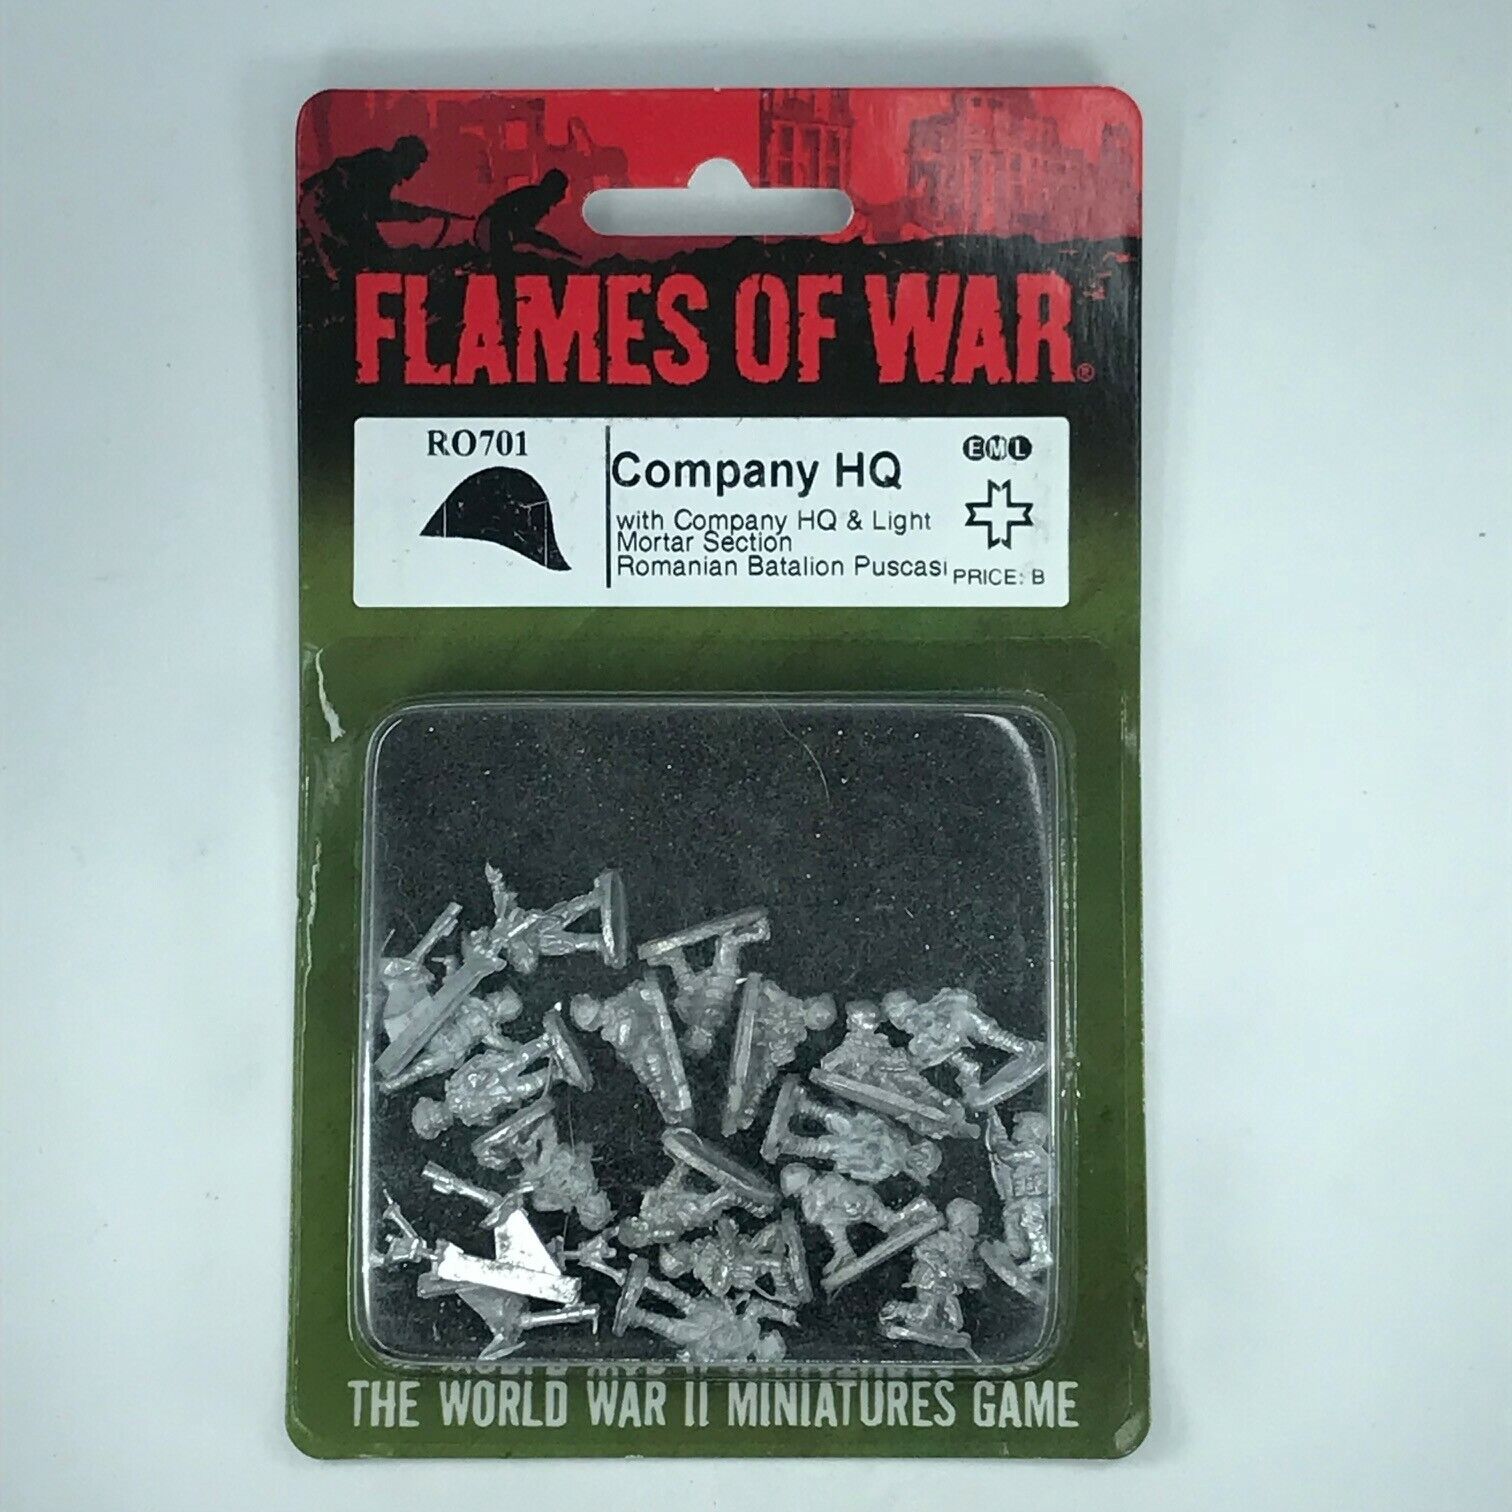 FLAMES OF WAR®
RO701
Company HQ
EML
with Company HQ & Light
Mortar Section
Romanian Batalion Puscasi
PRICE: B
THE WORLD WAR II MINIATURES GAME